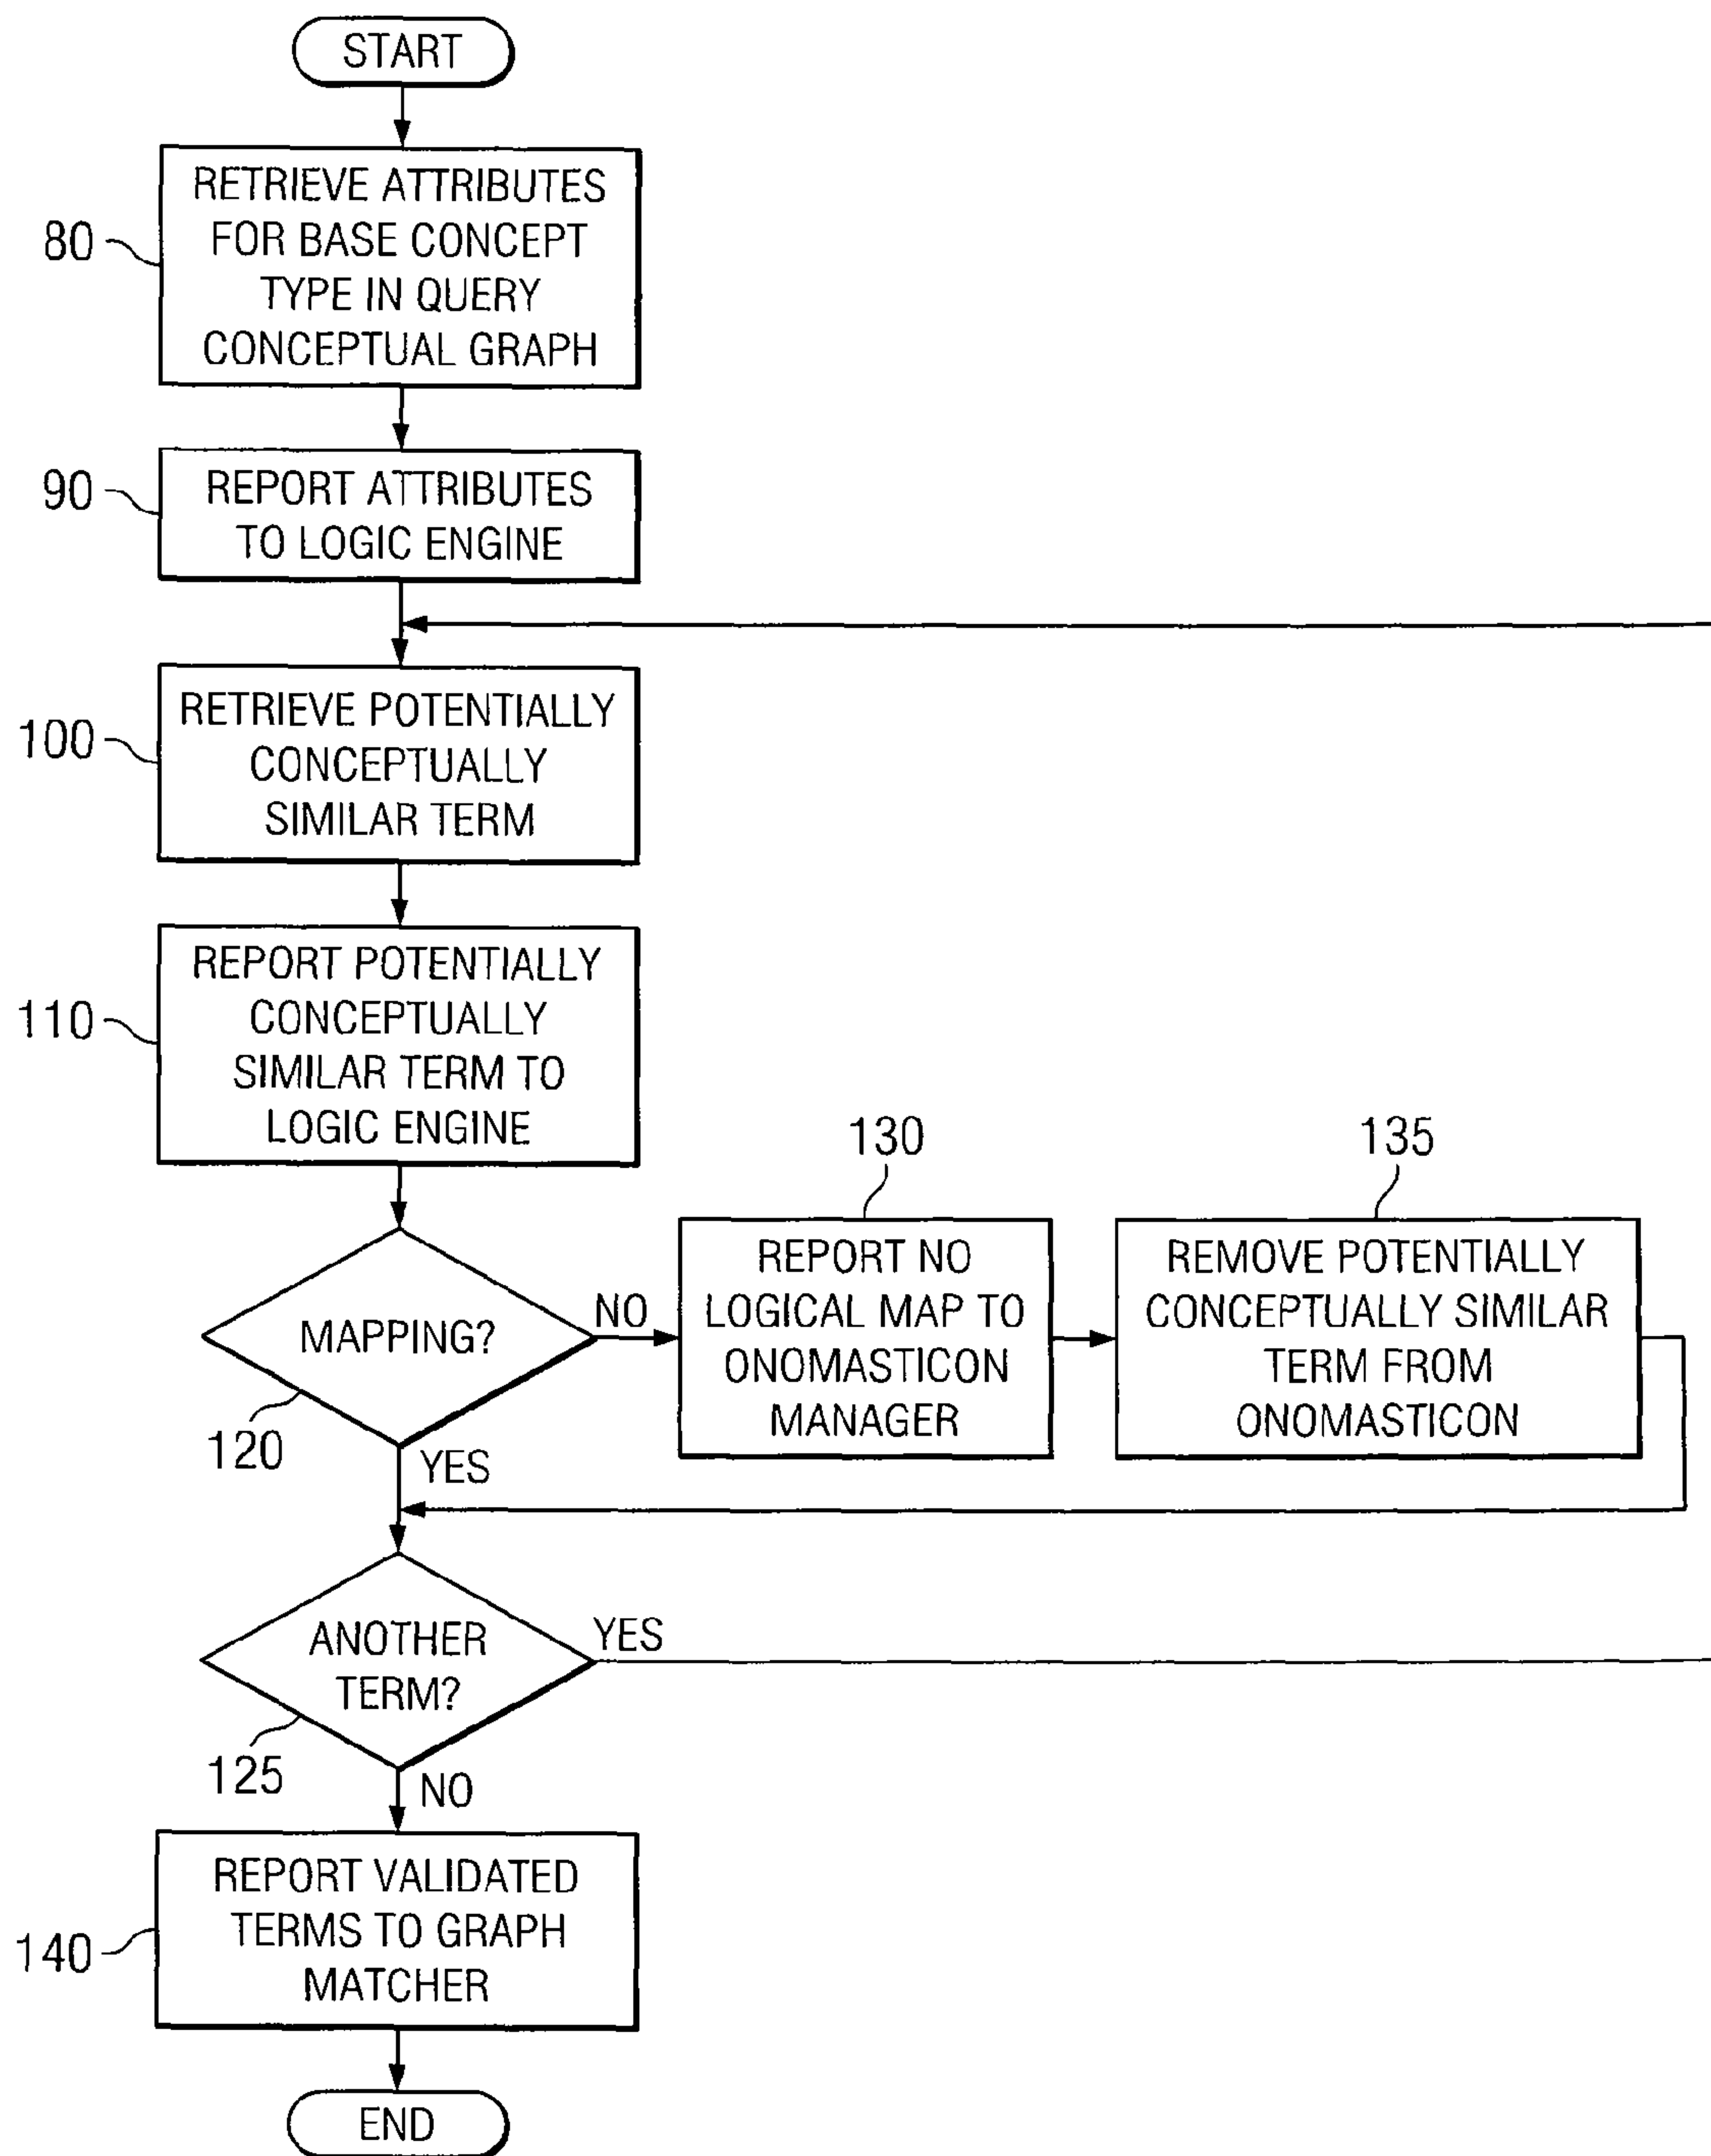 START
80
RETRIEVE ATTRIBUTES
FOR BASE CONCEPT
TYPE IN QUERY
CONCEPTUAL GRAPH
90
REPORT ATTRIBUTES
TO LOGIC ENGINE
100
RETRIEVE POTENTIALLY
CONCEPTUALLY
SIMILAR TERM
110
REPORT POTENTIALLY
CONCEPTUALLY
SIMILAR TERM TO
LOGIC ENGINE
MAPPING?
120
NO
YES
130
REPORT NO
LOGICAL MAP TO
ONOMASTICON
MANAGER
135
REMOVE POTENTIALLY
CONCEPTUALLY SIMILAR
TERM FROM
ONOMASTICON
ANOTHER
TERM?
125
YES
NO
140
REPORT VALIDATED
TERMS TO GRAPH
MATCHER
END